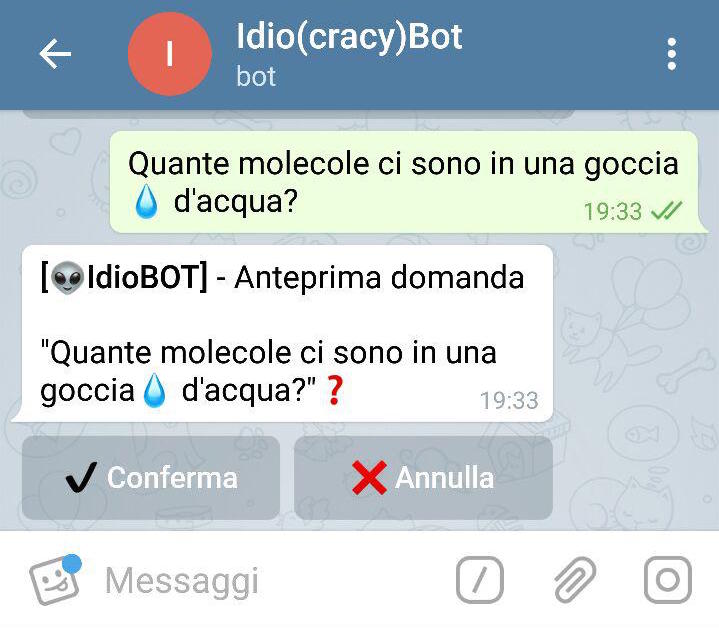 I
Idio(cracy)Bot
bot
Quante molecole ci sono in una goccia
💧 d'acqua?
19:33
[👽IdioBOT] - Anteprima domanda
"Quante molecole ci sono in una
goccia💧 d'acqua?" ❓
19:33
✔ Conferma
❌ Annulla
Messaggi